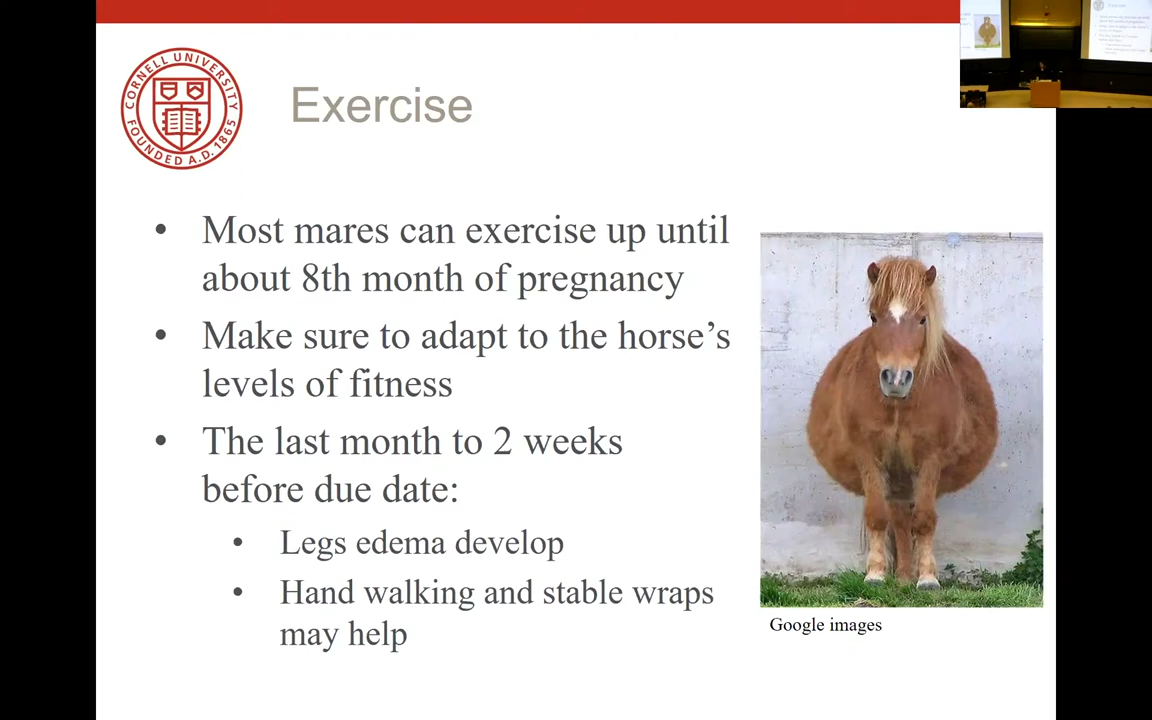 CORNELL UNIVERSITY
FOUNDED A.D. 1865
Exercise
• Most mares can exercise up until
about 8th month of pregnancy
• Make sure to adapt to the horse’s
levels of fitness
• The last month to 2 weeks
before due date:
• Legs edema develop
• Hand walking and stable wraps
may help
Google images